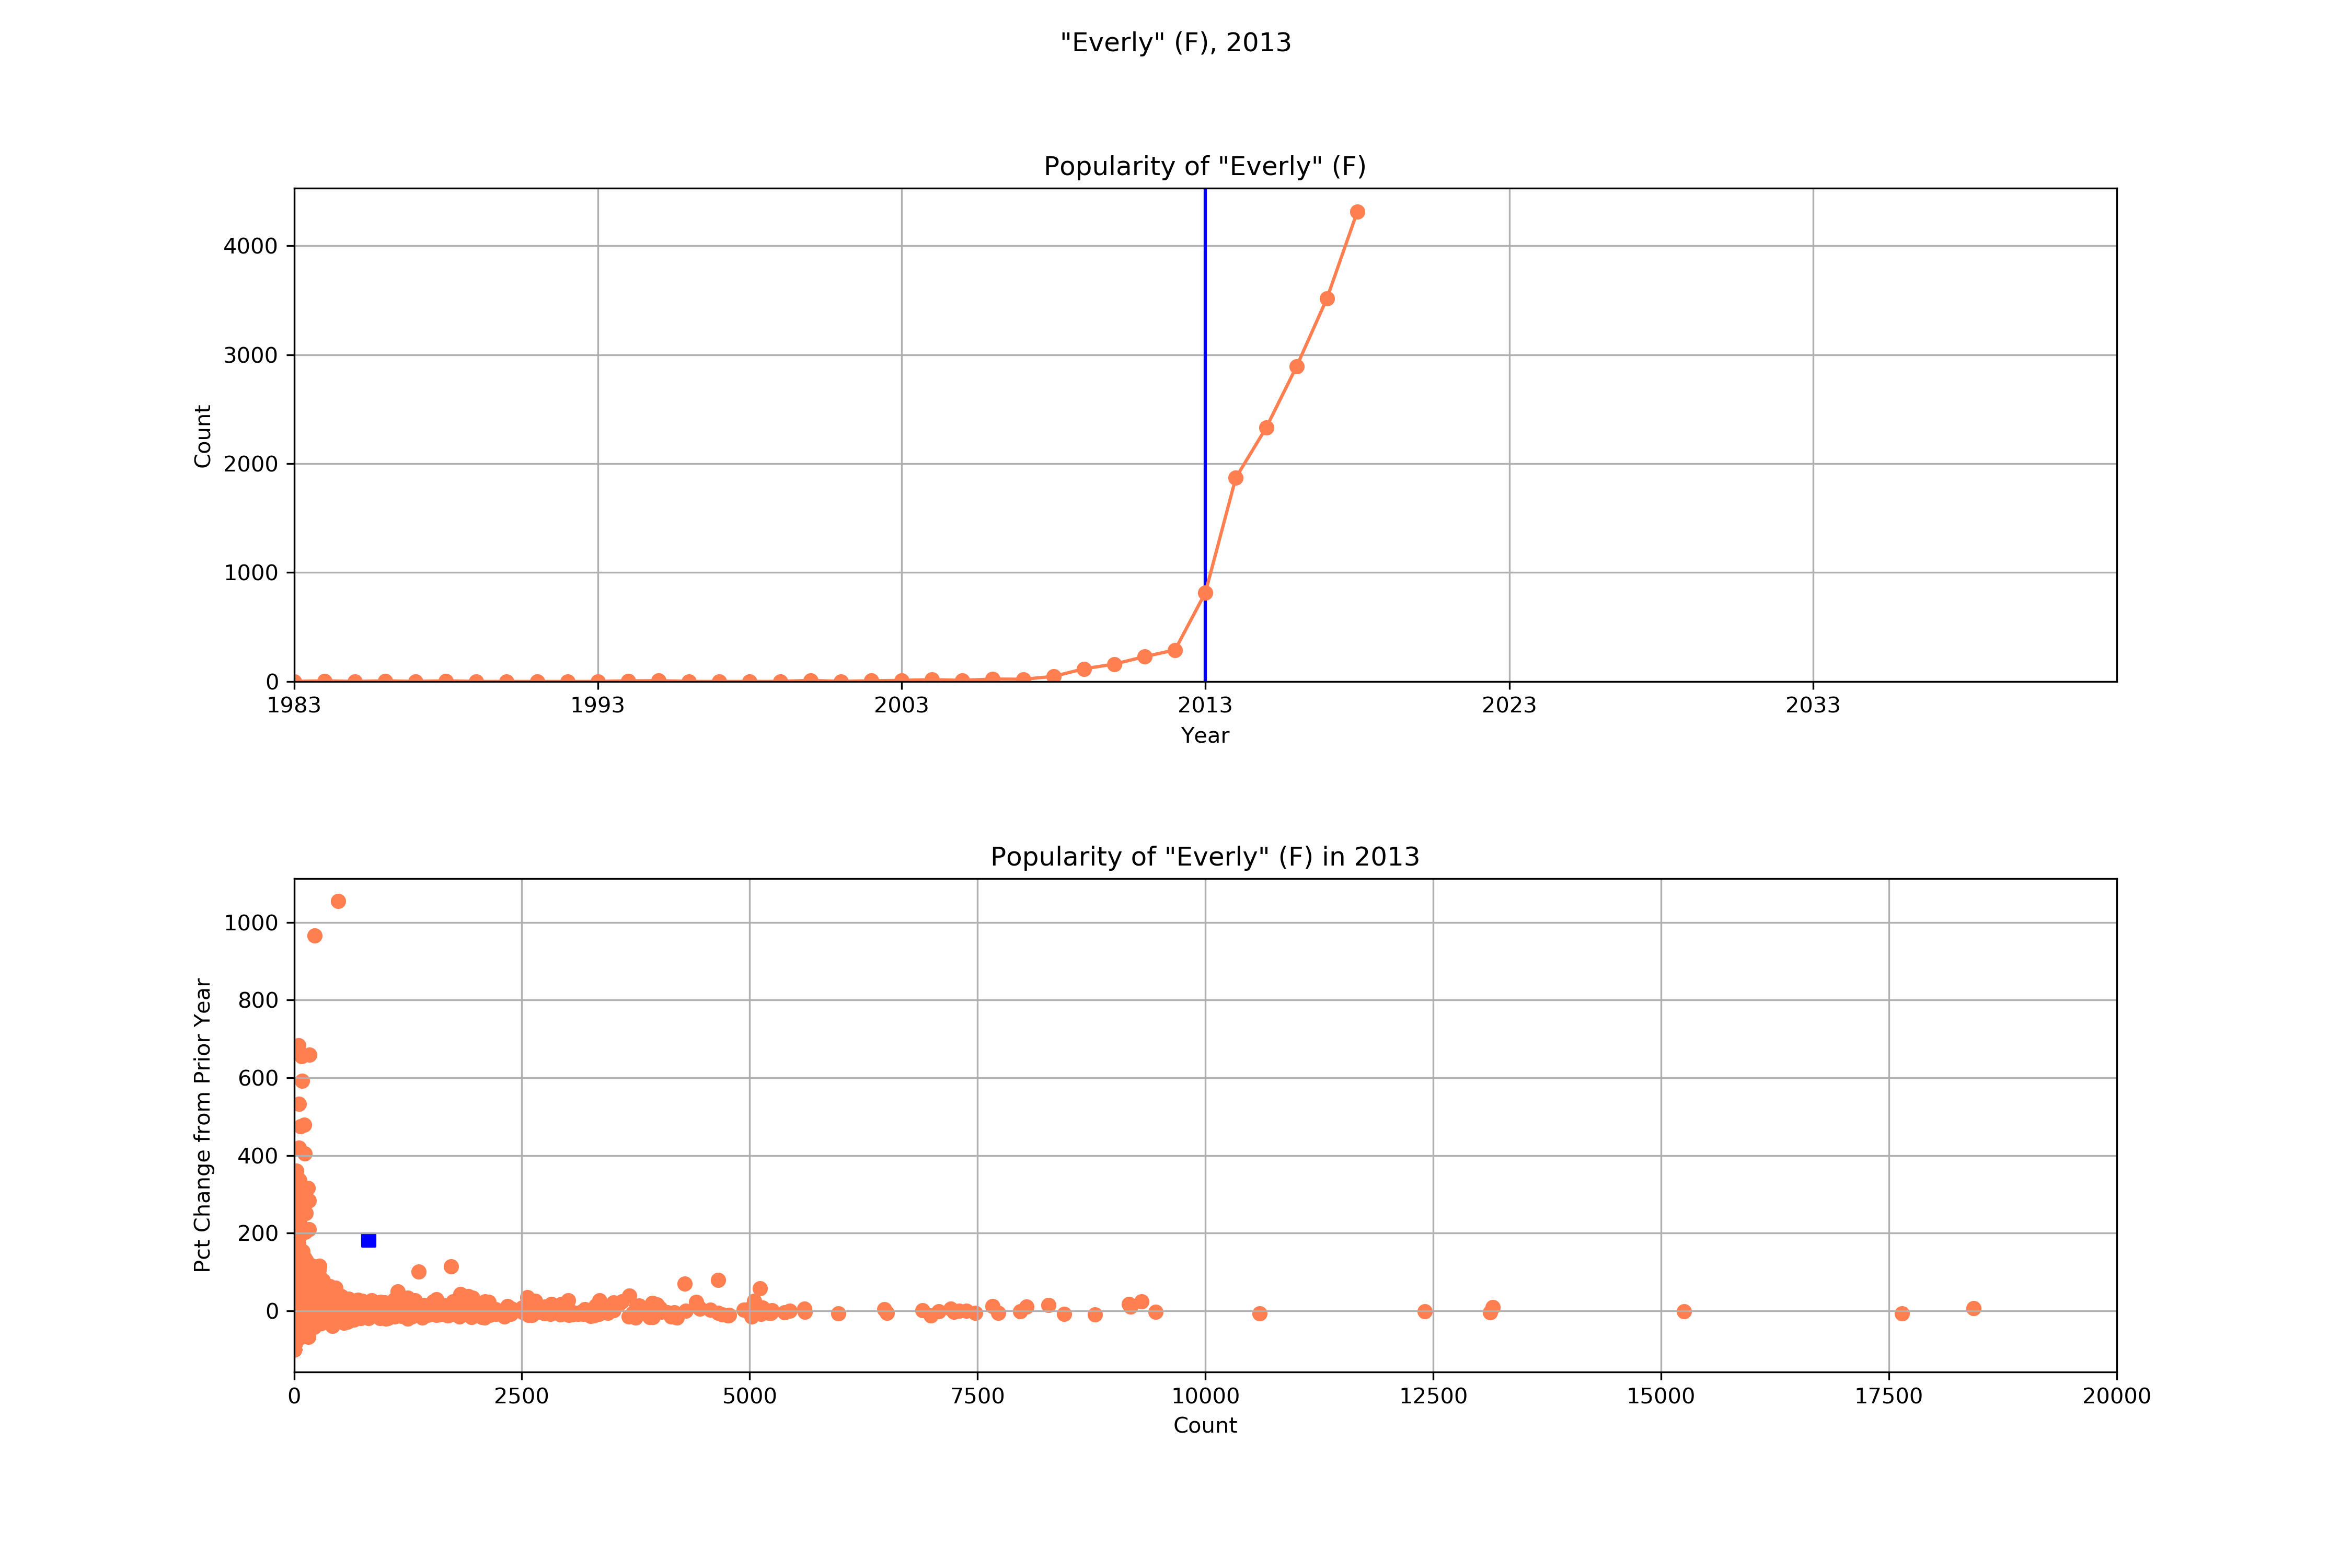 "Everly" (F), 2013
Popularity of "Everly" (F)
4000
3000
2000
1000
0
Count
1983 1993 2003 2013 2023 2033
Year
Popularity of "Everly" (F) in 2013
1000
800
600
400
200
0
Pct Change from Prior Year
0 2500 5000 7500 10000 12500 15000 17500 20000
Count